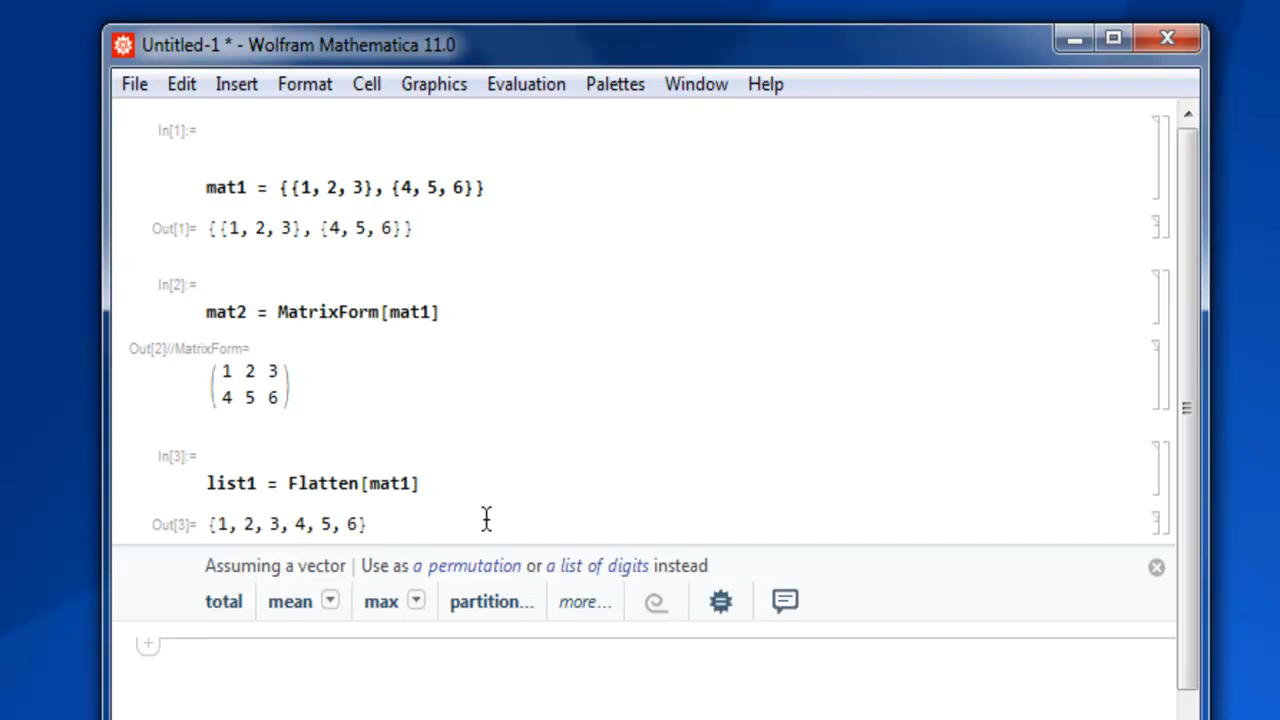 Untitled-1 * - Wolfram Mathematica 11.0
File Edit Insert Format Cell Graphics Evaluation Palettes Window Help
In[1]:=
mat1 = {{1, 2, 3}, {4, 5, 6}}
Out[1]= {{1, 2, 3}, {4, 5, 6}}
In[2]:=
mat2 = MatrixForm[mat1]
Out[2]//MatrixForm=
1 2 3
4 5 6
In[3]:=
list1 = Flatten[mat1]
Out[3]= {1, 2, 3, 4, 5, 6}
Assuming a vector | Use as a permutation or a list of digits instead
total mean max partition... more...